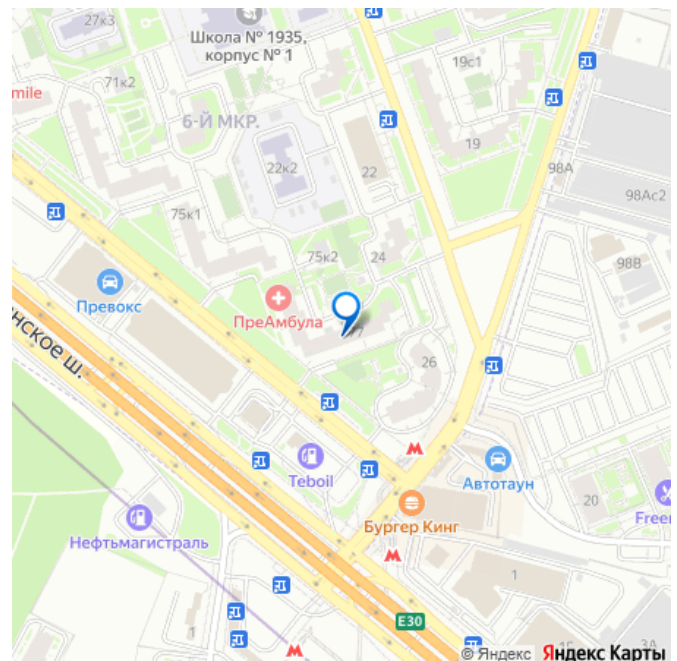 27к3
Школа № 1935,
корпус № 1
19с1
71к2
mile
6-Й МКР.
22к2
22
19
98А
98Ас2
75к1
75к2
24
98В
Превокс
ПреАмбула
нское ш.
26
Teboil
Автотаун
20
Free
Бургер Кинг
Нефтьмагистраль
1
E30
1
3А
© Яндекс Яндекс Карты